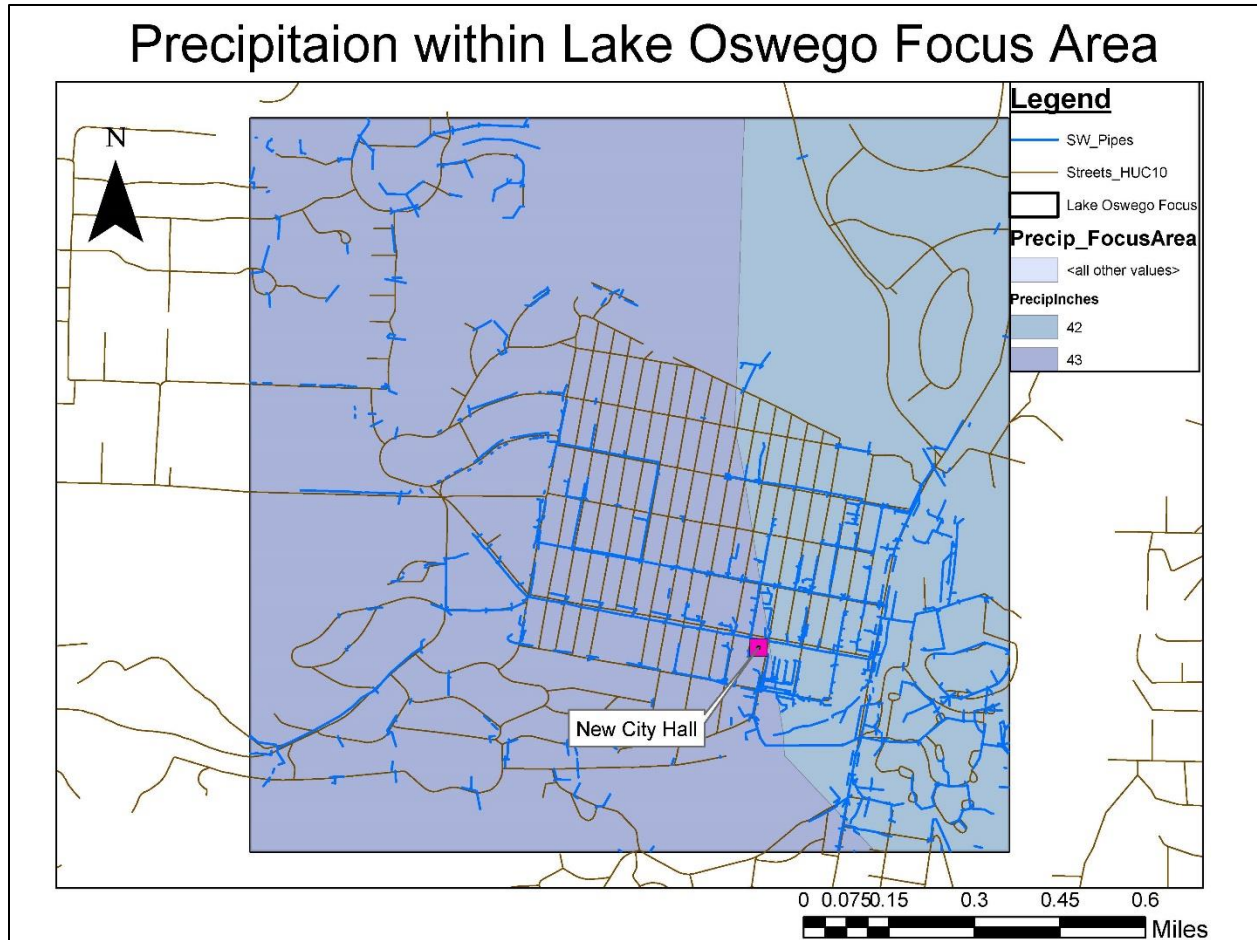 Precipitaion within Lake Oswego Focus Area
N
Legend
SW_Pipes
Streets_HUC10
Lake Oswego Focus
Precip_FocusArea
<all other values>
PrecipInches
42
43
New City Hall
0 0.075 0.15 0.3 0.45 0.6
Miles